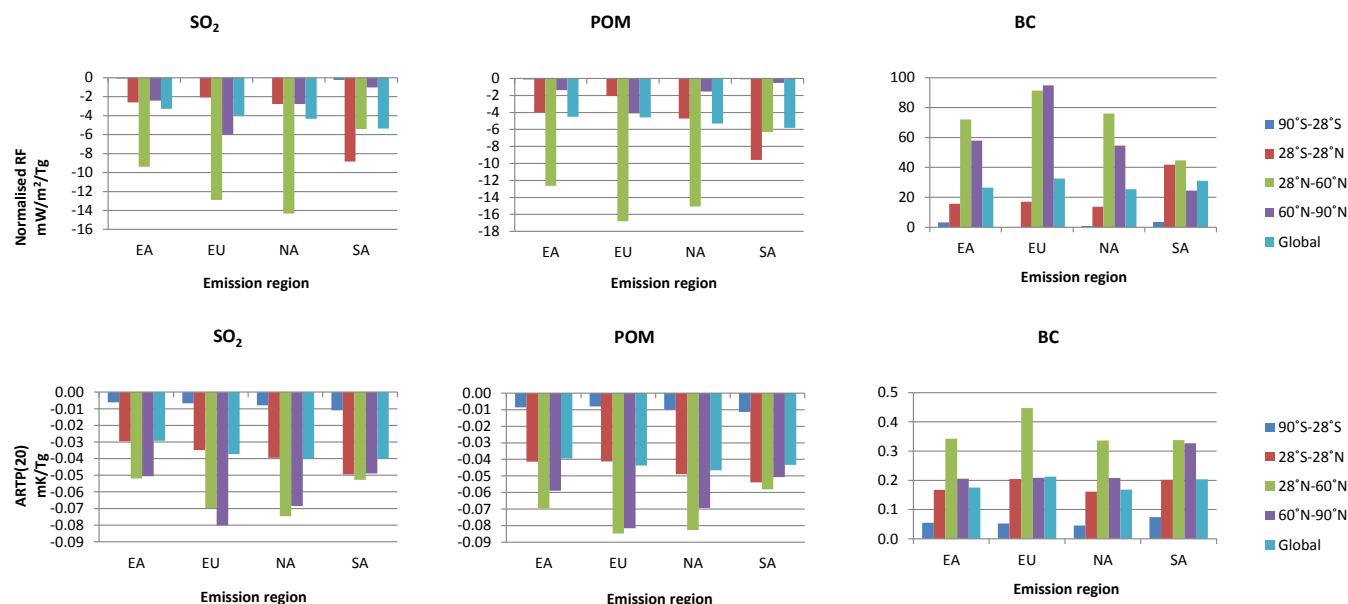 SO2
POM
BC
Normalised RF
mW/m²/Tg
0
-2
-4
-6
-8
-10
-12
-14
-16
EA EU NA SA
Emission region
0
-2
-4
-6
-8
-10
-12
-14
-16
-18
EA EU NA SA
Emission region
100
80
60
40
20
0
EA EU NA SA
Emission region
90˚S-28˚S
28˚S-28˚N
28˚N-60˚N
60˚N-90˚N
Global
SO2
POM
BC
ARTP(20)
mK/Tg
0.00
-0.01
-0.02
-0.03
-0.04
-0.05
-0.06
-0.07
-0.08
-0.09
EA EU NA SA
Emission region
0.00
-0.01
-0.02
-0.03
-0.04
-0.05
-0.06
-0.07
-0.08
-0.09
EA EU NA SA
Emission region
0.5
0.4
0.3
0.2
0.1
0.0
EA EU NA SA
Emission region
90˚S-28˚S
28˚S-28˚N
28˚N-60˚N
60˚N-90˚N
Global